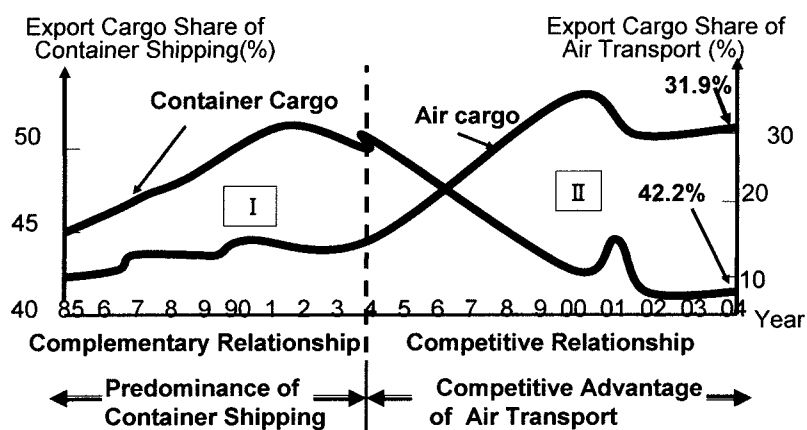 Export Cargo Share of
Container Shipping(%)
Export Cargo Share of
Air Transport (%)
Container Cargo
Air cargo
31.9%
42.2%
50
45
40
30
20
10
I
II
85 6 7 8 9 90 1 2 3 4 5 6 7 8 9 00 01 02 03 04 Year
Complementary Relationship
Competitive Relationship
Predominance of
Container Shipping
Competitive Advantage
of Air Transport